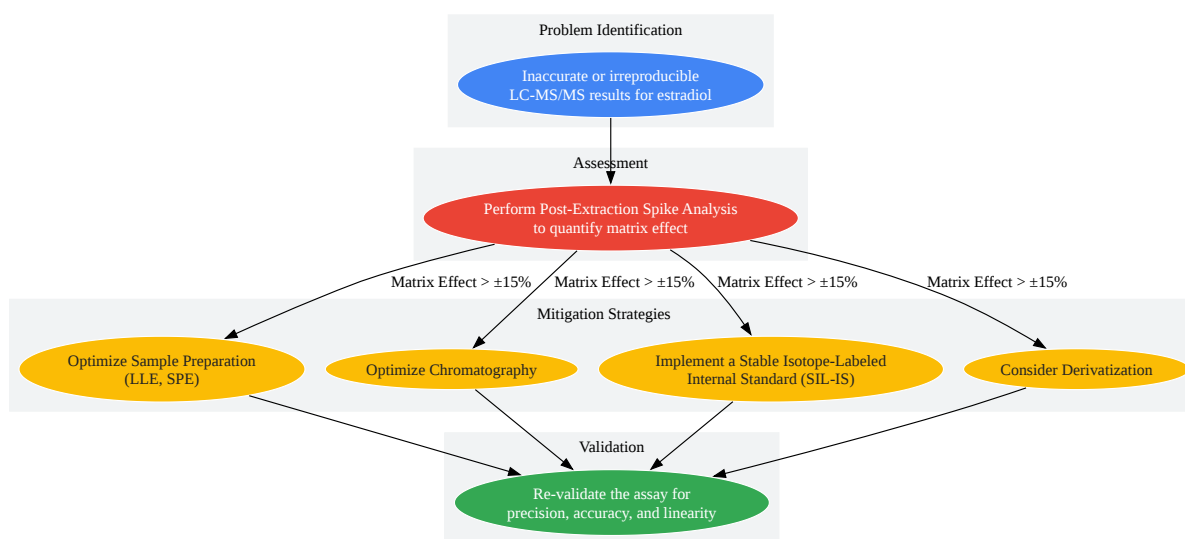 Problem Identification
Inaccurate or irreproducible
LC-MS/MS results for estradiol
Assessment
Perform Post-Extraction Spike Analysis
to quantify matrix effect
Matrix Effect > ±15%
Matrix Effect > ±15%
Matrix Effect > ±15%
Matrix Effect > ±15%
Mitigation Strategies
Optimize Sample Preparation
(LLE, SPE)
Optimize Chromatography
Implement a Stable Isotope-Labeled
Internal Standard (SIL-IS)
Consider Derivatization
Validation
Re-validate the assay for
precision, accuracy, and linearity